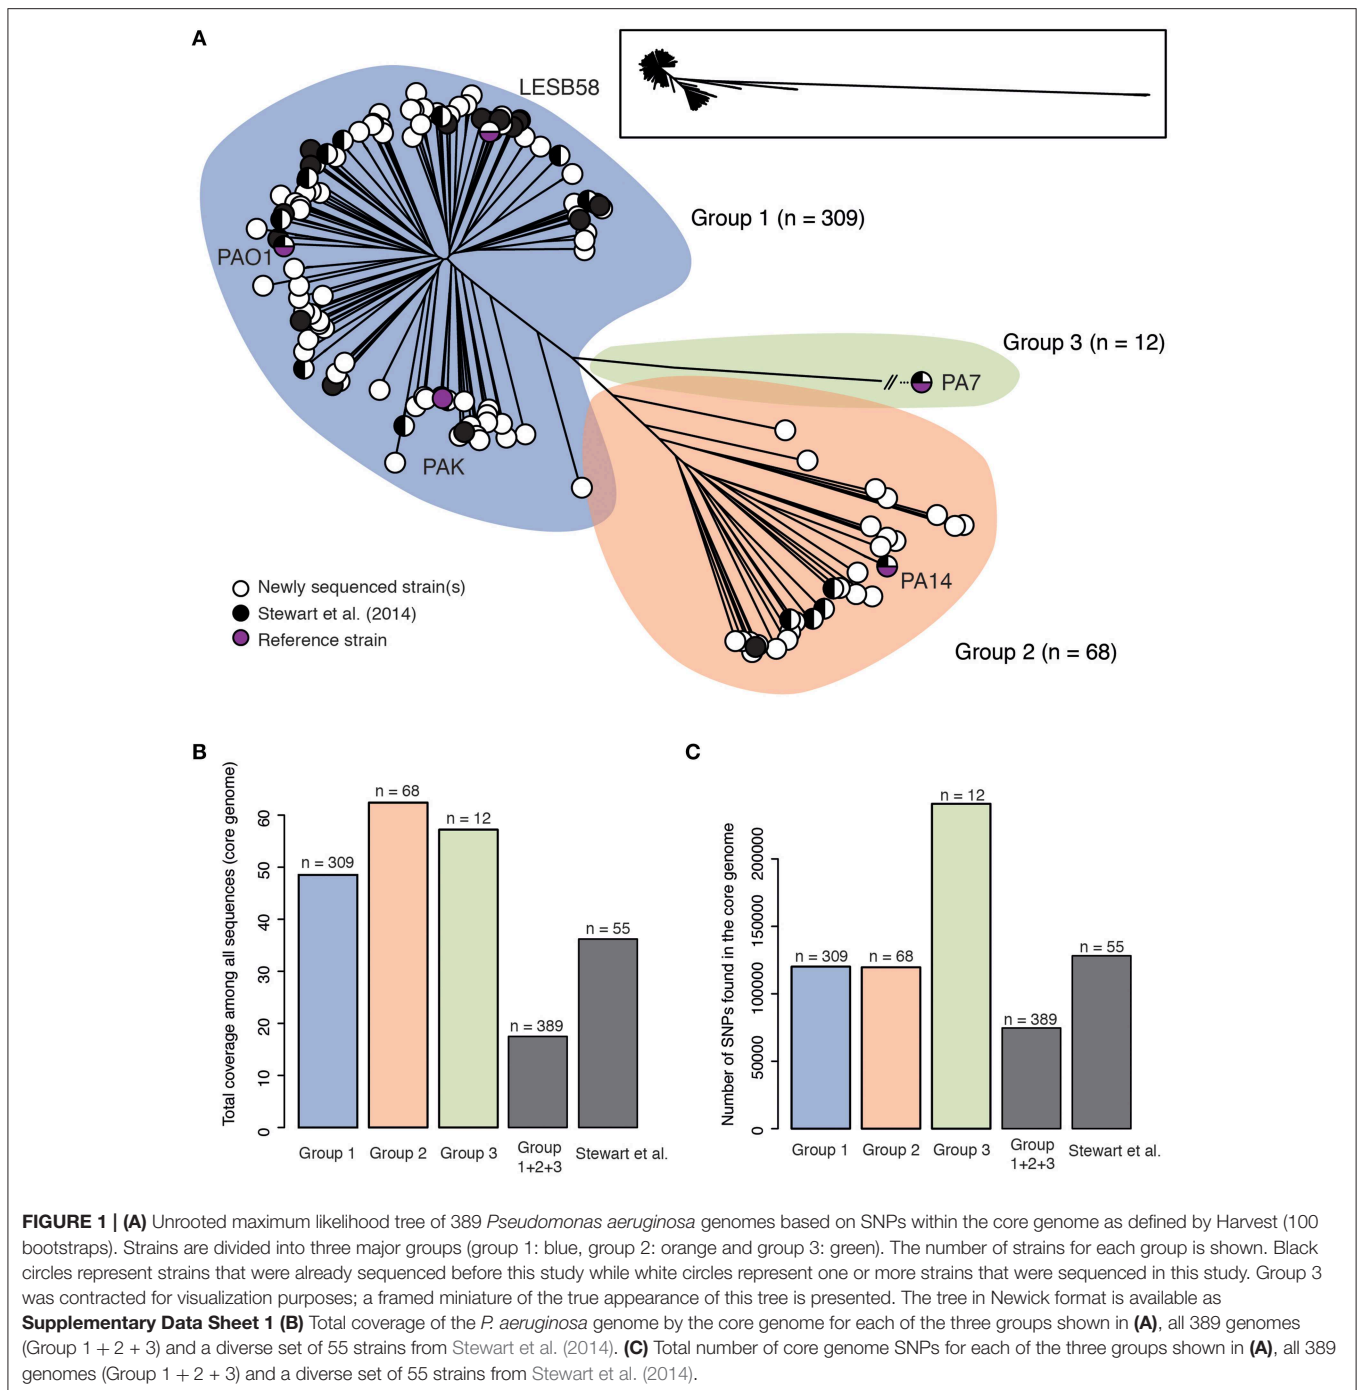 A
LESB58
Group 1 (n = 309)
PAO1
Group 3 (n = 12)
PA7
PAK
PA14
Newly sequenced strain(s)
Stewart et al. (2014)
Reference strain
Group 2 (n = 68)
B
Total coverage among all sequences (core genome)
0
10
20
30
40
50
60
n = 309
n = 68
n = 12
n = 389
n = 55
Group 1
Group 2
Group 3
Group
1+2+3
Stewart et al.
C
Number of SNPs found in the core genome
0
50000
100000
150000
200000
n = 309
n = 68
n = 12
n = 389
n = 55
Group 1
Group 2
Group 3
Group
1+2+3
Stewart et al.
FIGURE 1 | (A) Unrooted maximum likelihood tree of 389 Pseudomonas aeruginosa genomes based on SNPs within the core genome as defined by Harvest (100
bootstraps). Strains are divided into three major groups (group 1: blue, group 2: orange and group 3: green). The number of strains for each group is shown. Black
circles represent strains that were already sequenced before this study while white circles represent one or more strains that were sequenced in this study. Group 3
was contracted for visualization purposes; a framed miniature of the true appearance of this tree is presented. The tree in Newick format is available as
Supplementary Data Sheet 1 (B) Total coverage of the P. aeruginosa genome by the core genome for each of the three groups shown in (A), all 389 genomes
(Group 1 + 2 + 3) and a diverse set of 55 strains from Stewart et al. (2014). (C) Total number of core genome SNPs for each of the three groups shown in (A), all 389
genomes (Group 1 + 2 + 3) and a diverse set of 55 strains from Stewart et al. (2014).